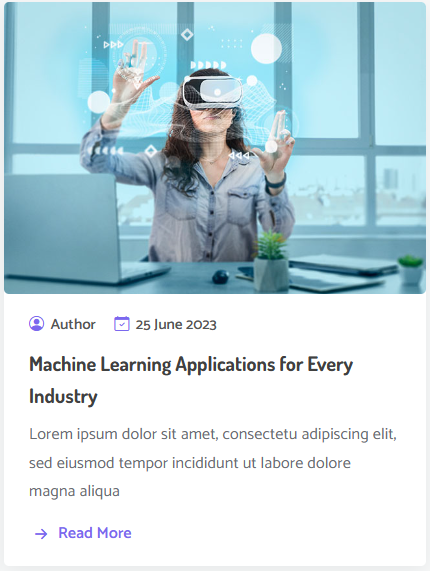 Author 25 June 2023
Machine Learning Applications for Every
Industry
Lorem ipsum dolor sit amet, consectetu adipiscing elit,
sed eiusmod tempor incididunt ut labore dolore
magna aliqua
Read More